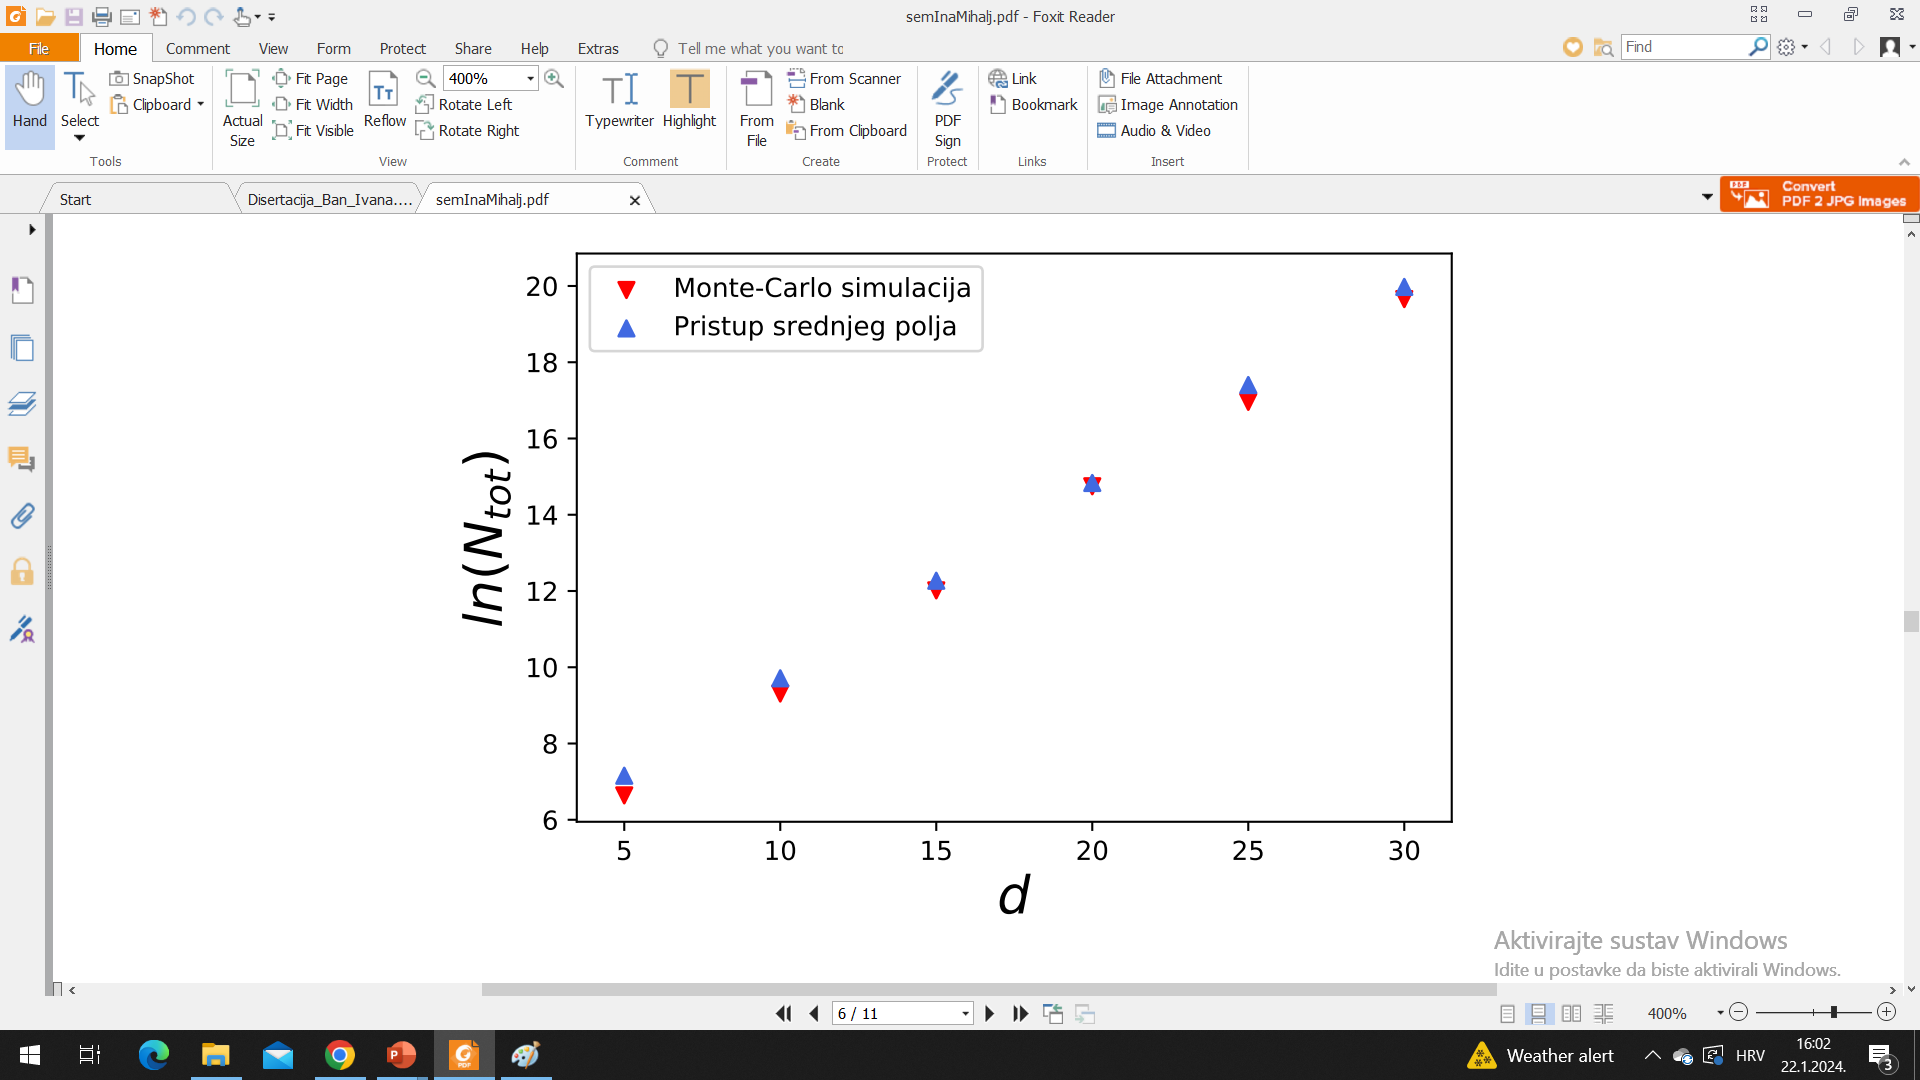 semInaMihalj.pdf - Foxit Reader
File Home Comment View Form Protect Share Help Extras Tell me what you want to Find
Hand
Select
SnapShot
Clipboard
Tools
Actual Size
Fit Page
Fit Width
Fit Visible
Reflow
400%
Rotate Left
Rotate Right
View
Typewriter
Highlight
Comment
From File
From Scanner
Blank
From Clipboard
Create
PDF Sign
Protect
Link
Bookmark
Links
File Attachment
Image Annotation
Audio & Video
Insert
Start
Disertacija_Ban_Ivana....
semInaMihalj.pdf
Convert
PDF 2 JPG Images
Monte-Carlo simulacija
Pristup srednjeg polja
20
18
16
14
12
10
8
6
ln(N_tot)
5 10 15 20 25 30
d
Aktivirajte sustav Windows
Idite u postavke da biste aktivirali Windows.
6 / 11
400%
Weather alert
HRV
16:02
22.1.2024.
3